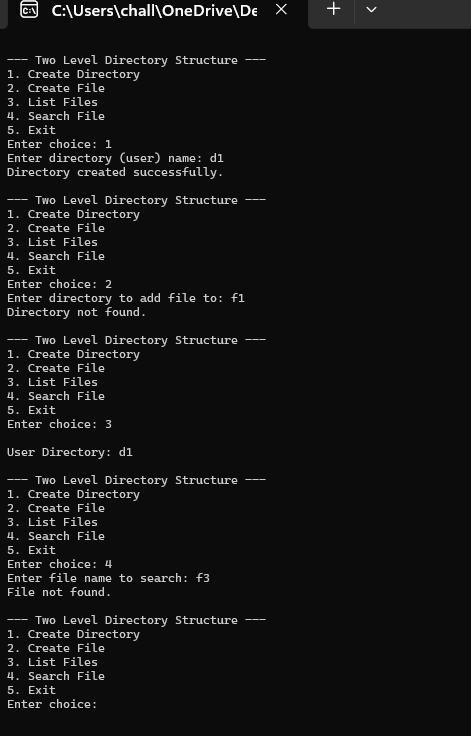 C:\Users\chall\OneDrive\De
--- Two Level Directory Structure ---
1. Create Directory
2. Create File
3. List Files
4. Search File
5. Exit
Enter choice: 1
Enter directory (user) name: d1
Directory created successfully.
--- Two Level Directory Structure ---
1. Create Directory
2. Create File
3. List Files
4. Search File
5. Exit
Enter choice: 2
Enter directory to add file to: f1
Directory not found.
--- Two Level Directory Structure ---
1. Create Directory
2. Create File
3. List Files
4. Search File
5. Exit
Enter choice: 3
User Directory: d1
--- Two Level Directory Structure ---
1. Create Directory
2. Create File
3. List Files
4. Search File
5. Exit
Enter choice: 4
Enter file name to search: f3
File not found.
--- Two Level Directory Structure ---
1. Create Directory
2. Create File
3. List Files
4. Search File
5. Exit
Enter choice: